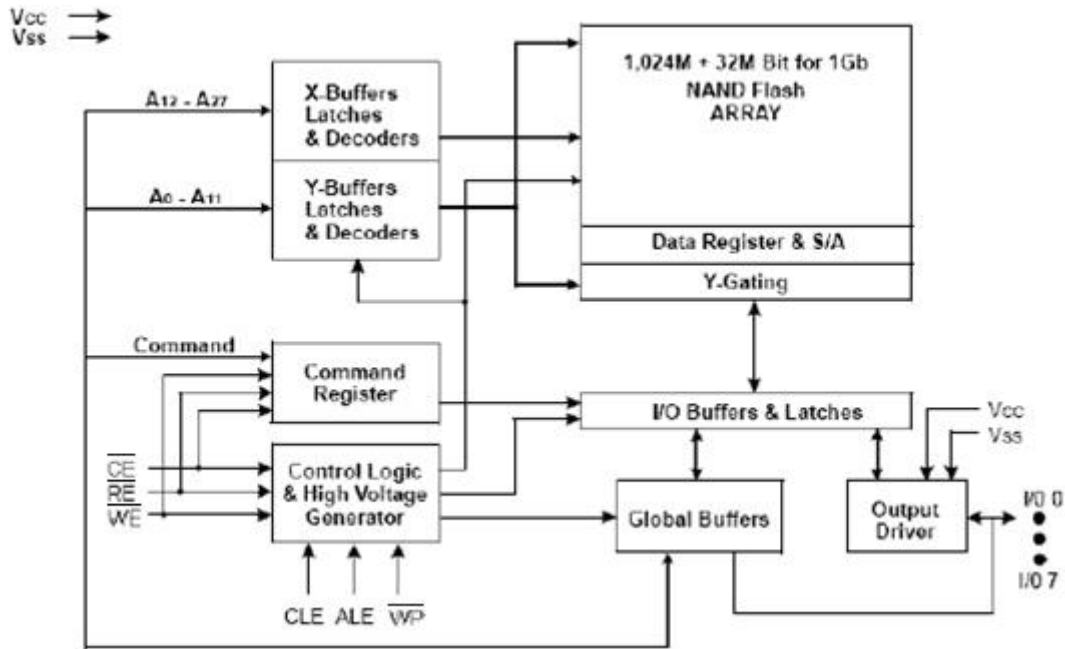 Vcc
Vss
1,024M + 32M Bit for 1Gb
NAND Flash
ARRAY
A12 - A27
X-Buffers
Latches
& Decoders
A0 - A11
Y-Buffers
Latches
& Decoders
Data Register & S/A
Y-Gating
Command
Command
Register
I/O Buffers & Latches
Vcc
Vss
CE
RE
WE
Control Logic
& High Voltage
Generator
Global Buffers
Output
Driver
I/0 0
I/0 7
CLE ALE WP